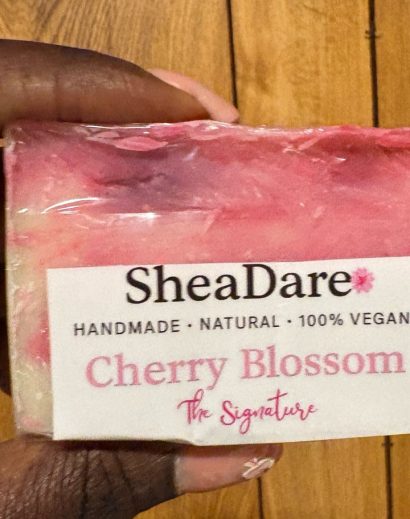 SheaDare
HANDMADE • NATURAL • 100% VEGAN
Cherry Blossom
The Signature